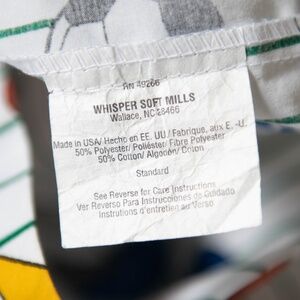 RN 49266
WHISPER SOFT MILLS
Wallace, NC 28466
Made in USA/ Hecho en EE. UU / Fabrique, aux E. -U.
50% Polyester/ Poliéster/ Fibre Polyester
50% Cotton/ Algodón/ Coton
Standard
See Reverse for Care Instructions
Ver Reverso Para Instrucciones de Cuidado
Instrutions d'entretien au Verso